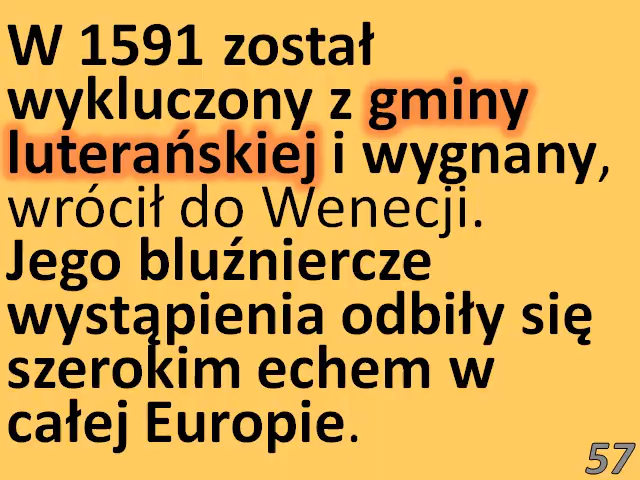 W 1591 został
wykluczony z gminy
luterańskiej i wygnany,
wrócił do Wenecji.
Jego bluźniercze
wystąpienia odbiły się
szerokim echem w
całej Europie.
57